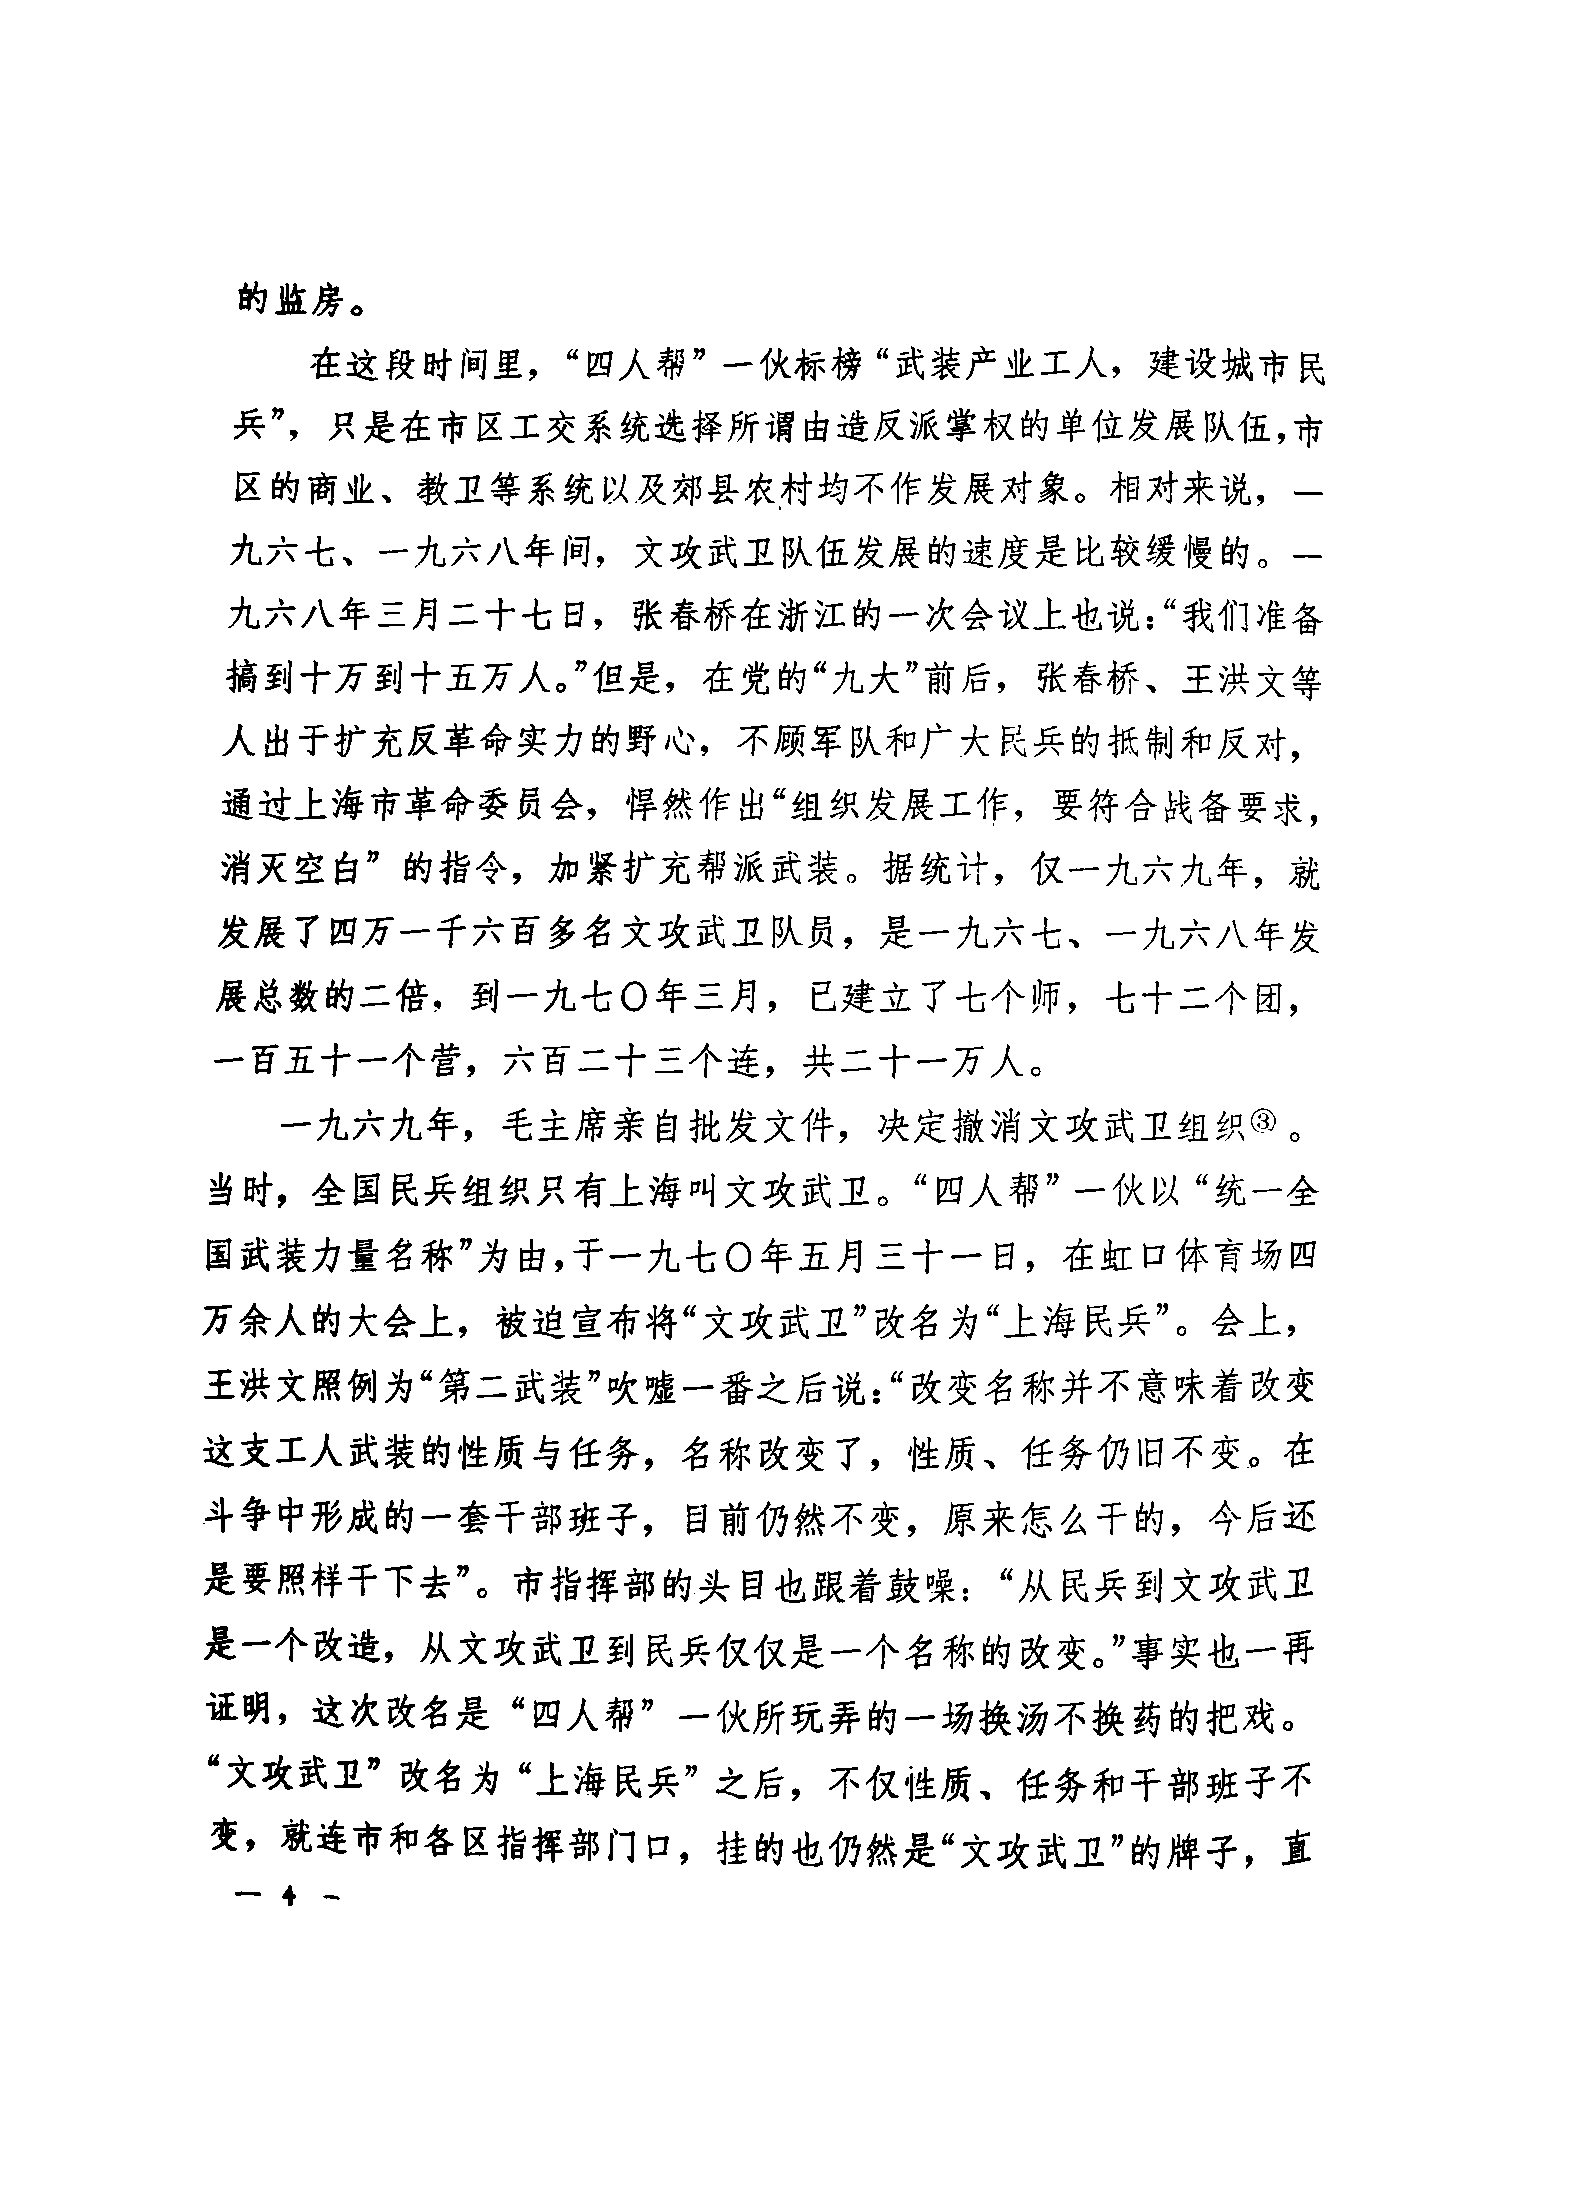 的监房。
在这段时间里，“四人帮”一伙标榜“武装产业工人，建设城市民
兵”，只是在市区工交系统选择所谓由造反派掌权的单位发展队伍，市
区的商业、教卫等系统以及郊县农村均不作发展对象。相对来说，一
九六七、一九六八年间，文攻武卫队伍发展的速度是比较缓慢的。一
九六八年三月二十七日，张春桥在浙江的一次会议上也说：“我们准备
搞到十万到十五万人。”但是，在党的“九大”前后，张春桥、王洪文等
人出于扩充反革命实力的野心，不顾军队和广大民兵的抵制和反对，
通过上海市革命委员会，悍然作出“组织发展工作，要符合战备要求，
消灭空白”的指令，加紧扩充帮派武装。据统计，仅一九六九年，就
发展了四万一千六百多名文攻武卫队员，是一九六七、一九六八年发
展总数的二倍，到一九七〇年三月，已建立了七个师，七十二个团，
一百五十一个营，六百二十三个连，共二十一万人。
一九六九年，毛主席亲自批发文件，决定撤消文攻武卫组织③。
当时，全国民兵组织只有上海叫文攻武卫。“四人帮”一伙以“统一全
国武装力量名称”为由，于一九七〇年五月三十一日，在虹口体育场四
万余人的大会上，被迫宣布将“文攻武卫”改名为“上海民兵”。会上，
王洪文照例为“第二武装”吹嘘一番之后说：“改变名称并不意味着改变
这支工人武装的性质与任务，名称改变了，性质、任务仍旧不变。在
斗争中形成的一套干部班子，目前仍然不变，原来怎么干的，今后还
是要照样干下去”。市指挥部的头目也跟着鼓噪：“从民兵到文攻武卫
是一个改造，从文攻武卫到民兵仅仅是一个名称的改变。”事实也一再
证明，这次改名是“四人帮”一伙所玩弄的一场换汤不换药的把戏。
“文攻武卫”改名为“上海民兵”之后，不仅性质、任务和干部班子不
变，就连市和各区指挥部门口，挂的也仍然是“文攻武卫”的牌子，直
— 4 —